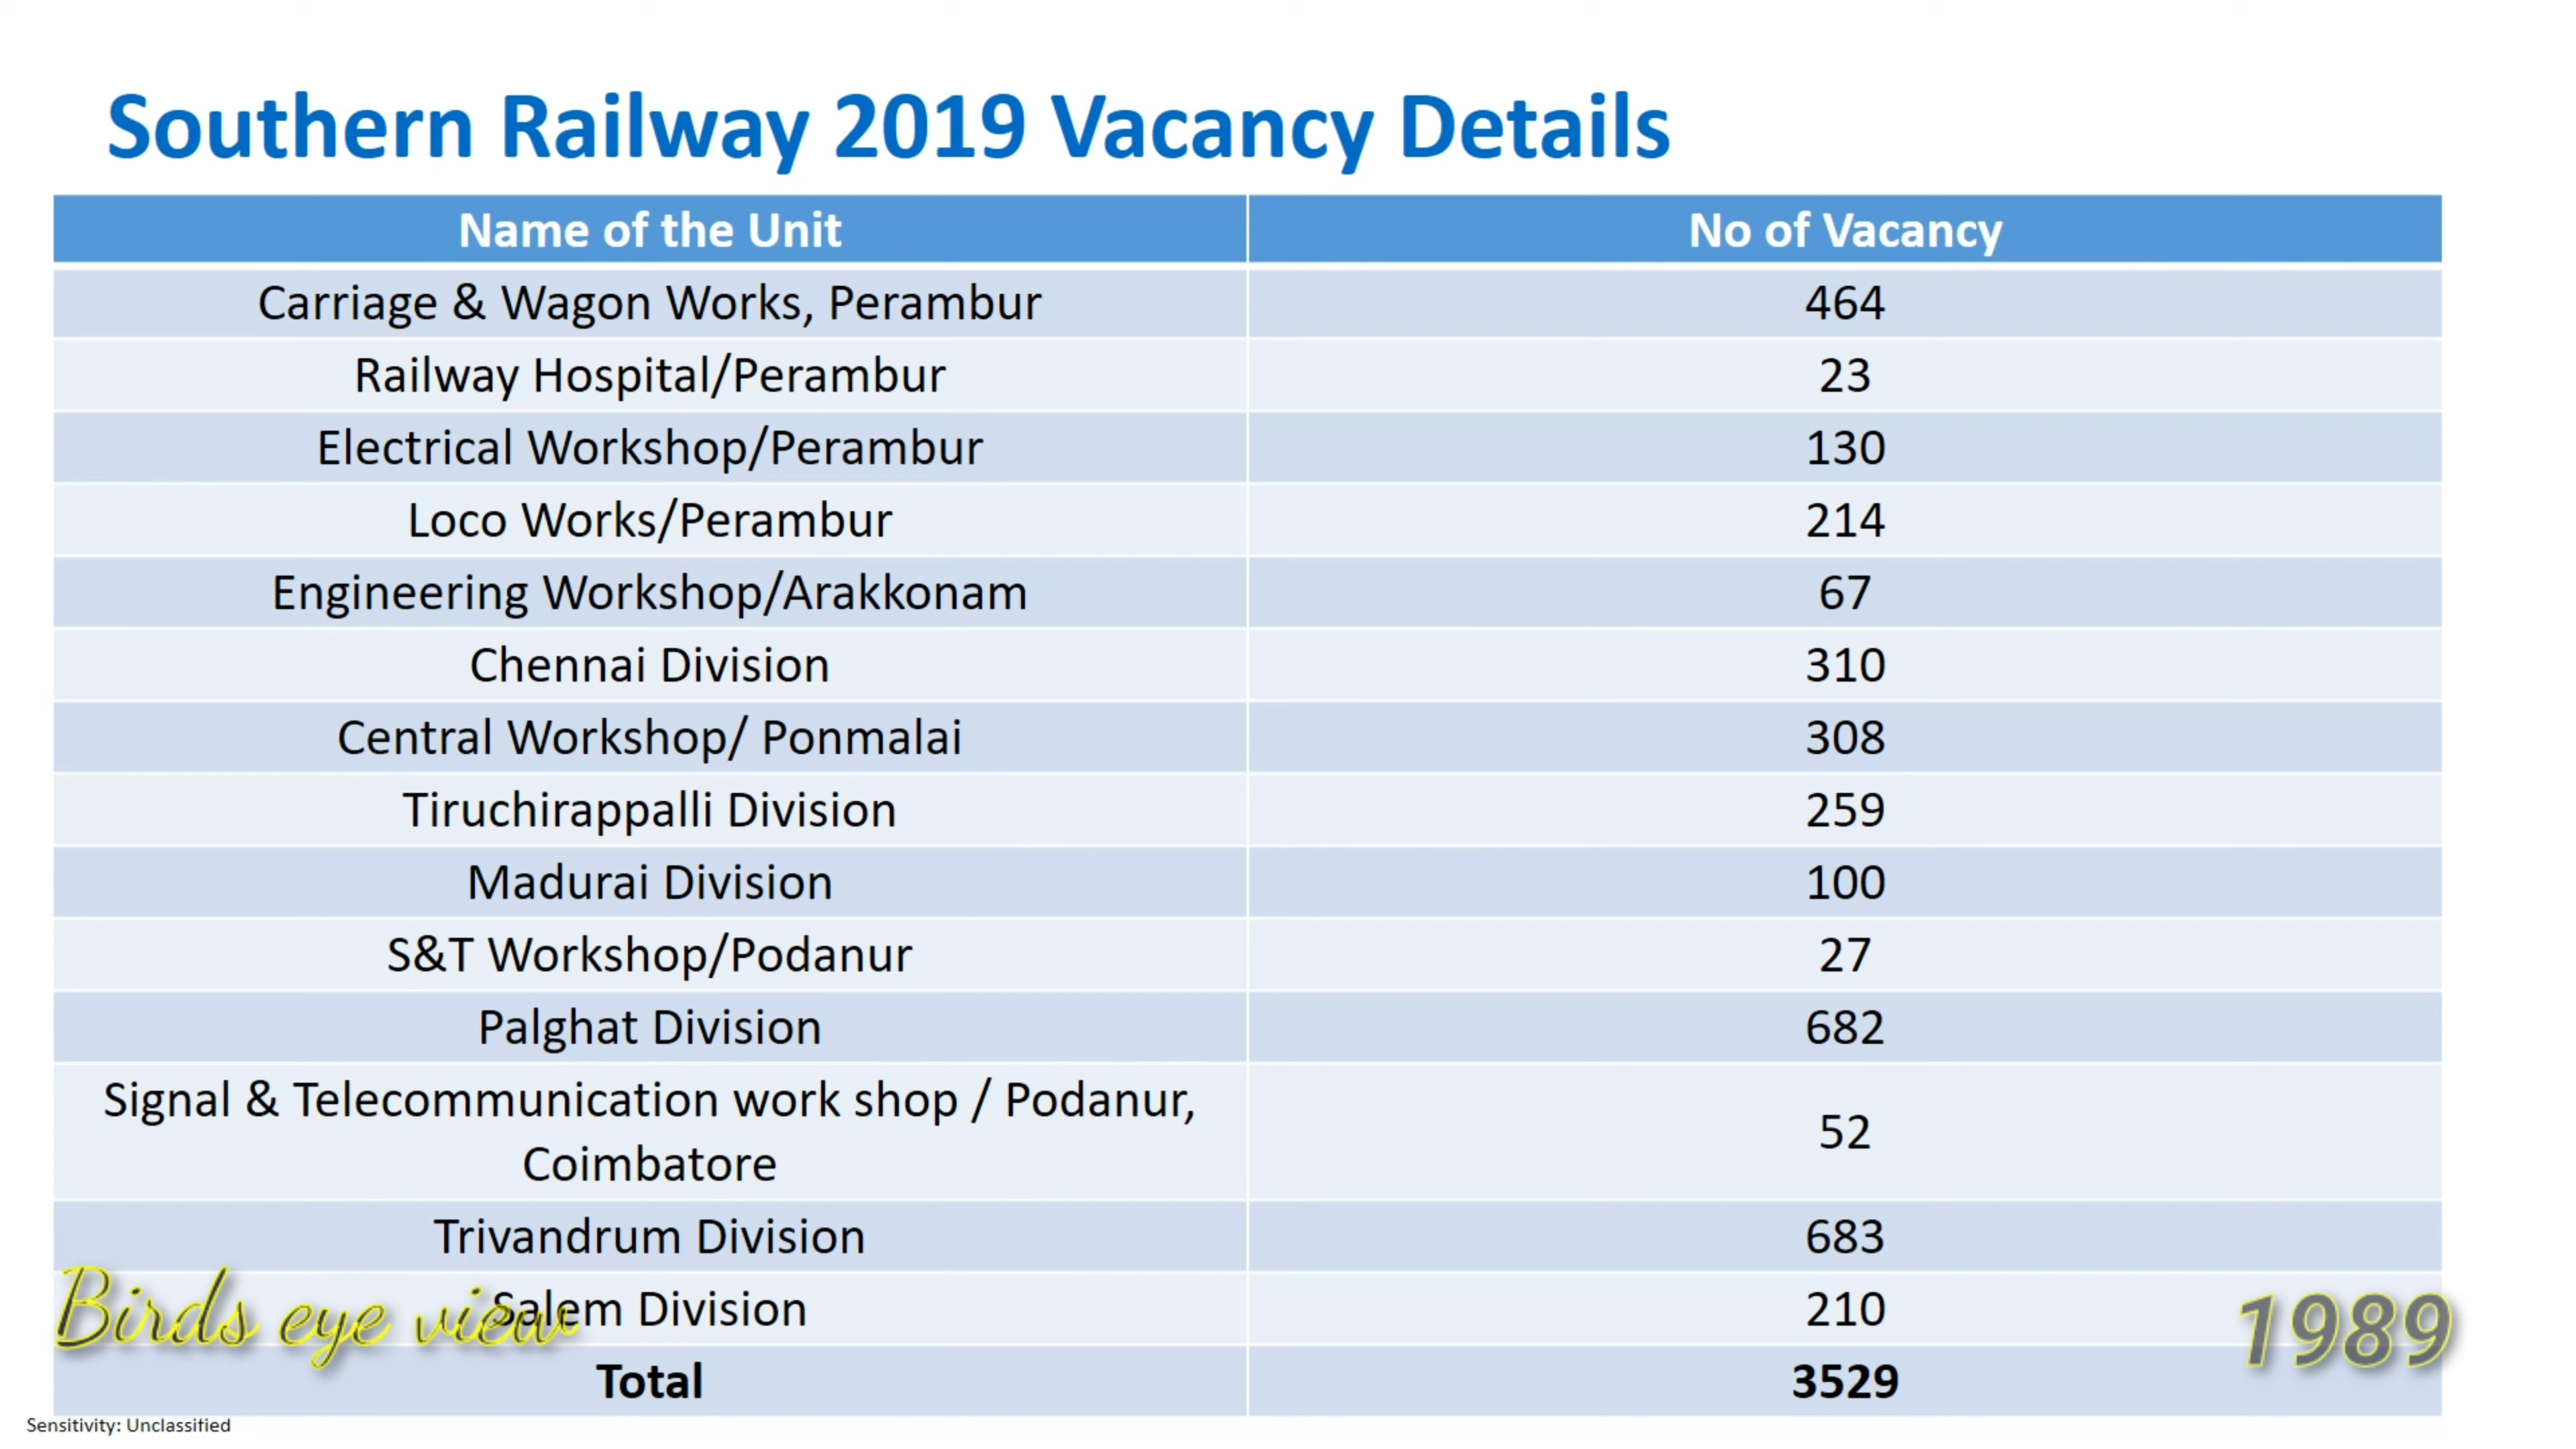 Southern Railway 2019 Vacancy Details
Name of the Unit No of Vacancy
Carriage & Wagon Works, Perambur 464
Railway Hospital/Perambur 23
Electrical Workshop/Perambur 130
Loco Works/Perambur 214
Engineering Workshop/Arakkonam 67
Chennai Division 310
Central Workshop/ Ponmalai 308
Tiruchirappalli Division 259
Madurai Division 100
S&T Workshop/Podanur 27
Palghat Division 682
Signal & Telecommunication work shop / Podanur,
Coimbatore 52
Trivandrum Division 683
Salem Division 210
Birds eye view 1989
Total 3529
Sensitivity: Unclassified